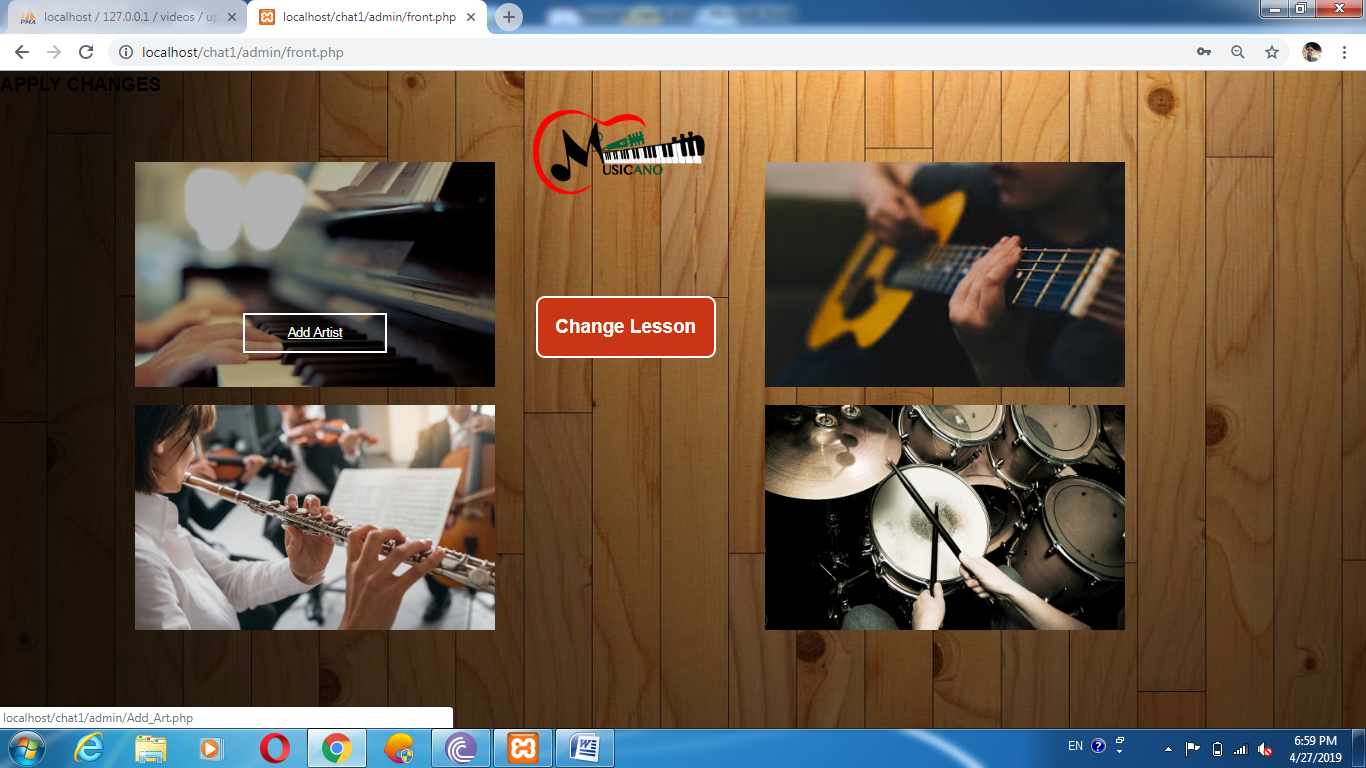 localhost / 127.0.0.1 / videos / up
localhost/chat1/admin/front.php
localhost/chat1/admin/front.php
APPLY CHANGES
MUSICANO
Add Artist
Change Lesson
localhost/chat1/admin/Add_Art.php
EN
6:59 PM
4/27/2019